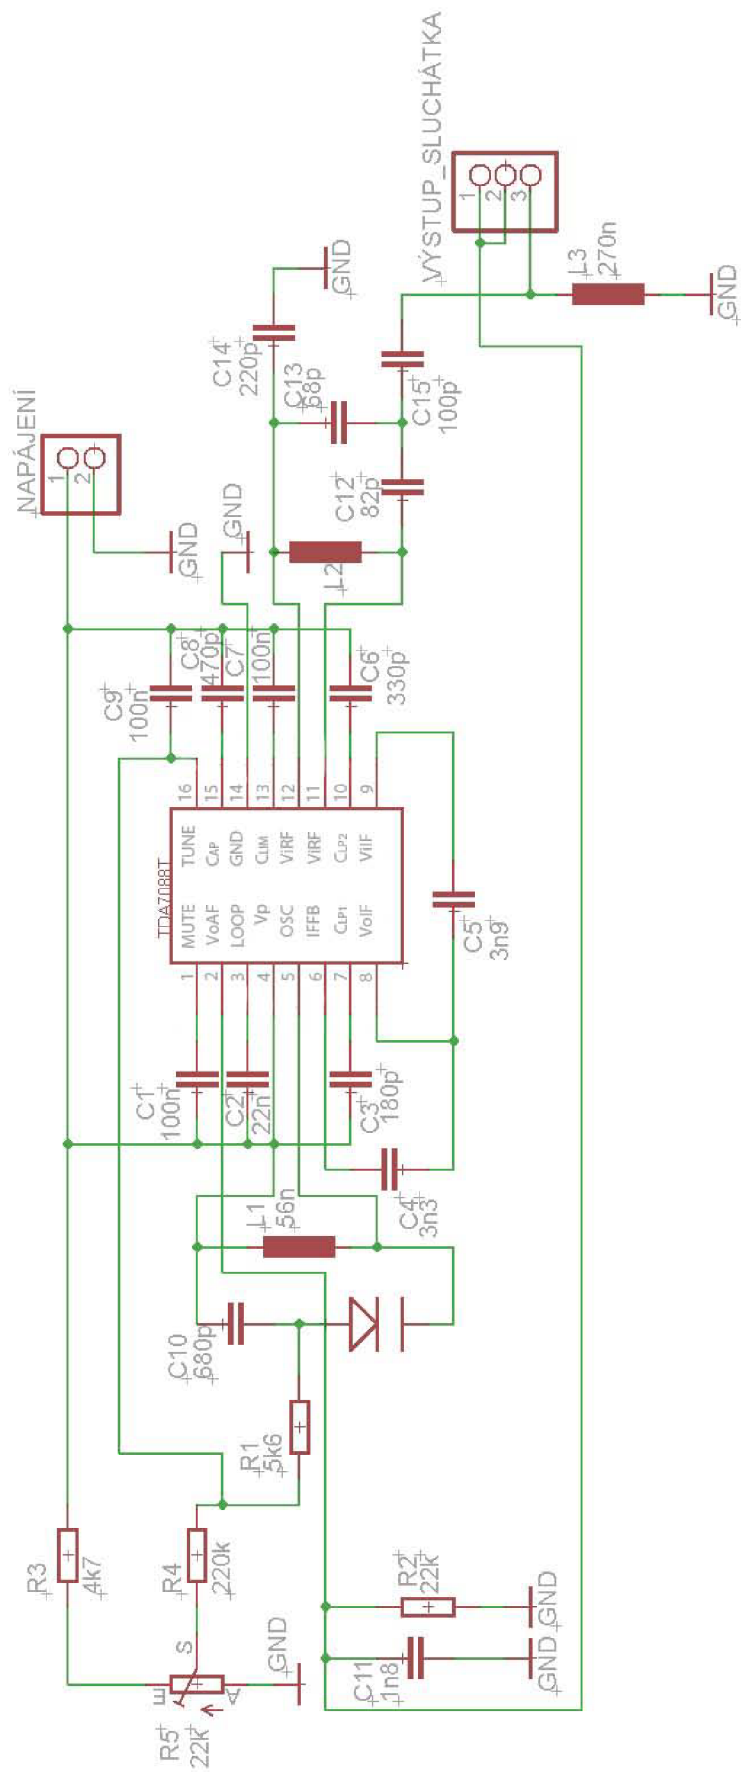 NAPÁJENÍ
1
2
GND
VÝSTUP_SLUCHÁTKA
1
2
3
L3
270n
GND
C14
220p
GND
C13
68p
C15
100p
C12
82p
L2
GND
C9
100n
C8
470p
C7
100n
C6
330p
TDA7088T
16
15
14
13
12
11
10
9
TUNE
CAP
GND
CLIM
ViRF
ViRF
CLP2
ViIF
MUTE
VoAF
LOOP
Vp
OSC
IFFB
CLP1
VoIF
1
2
3
4
5
6
7
8
C5
3n9
C1
100n
C2
22n
C3
180p
C4
3n3
L1
56n
C10
680p
R1
5k6
R3
4k7
R4
220k
R5
22k
E
S
A
GND
R2
22k
GND
C11
1n8
GND